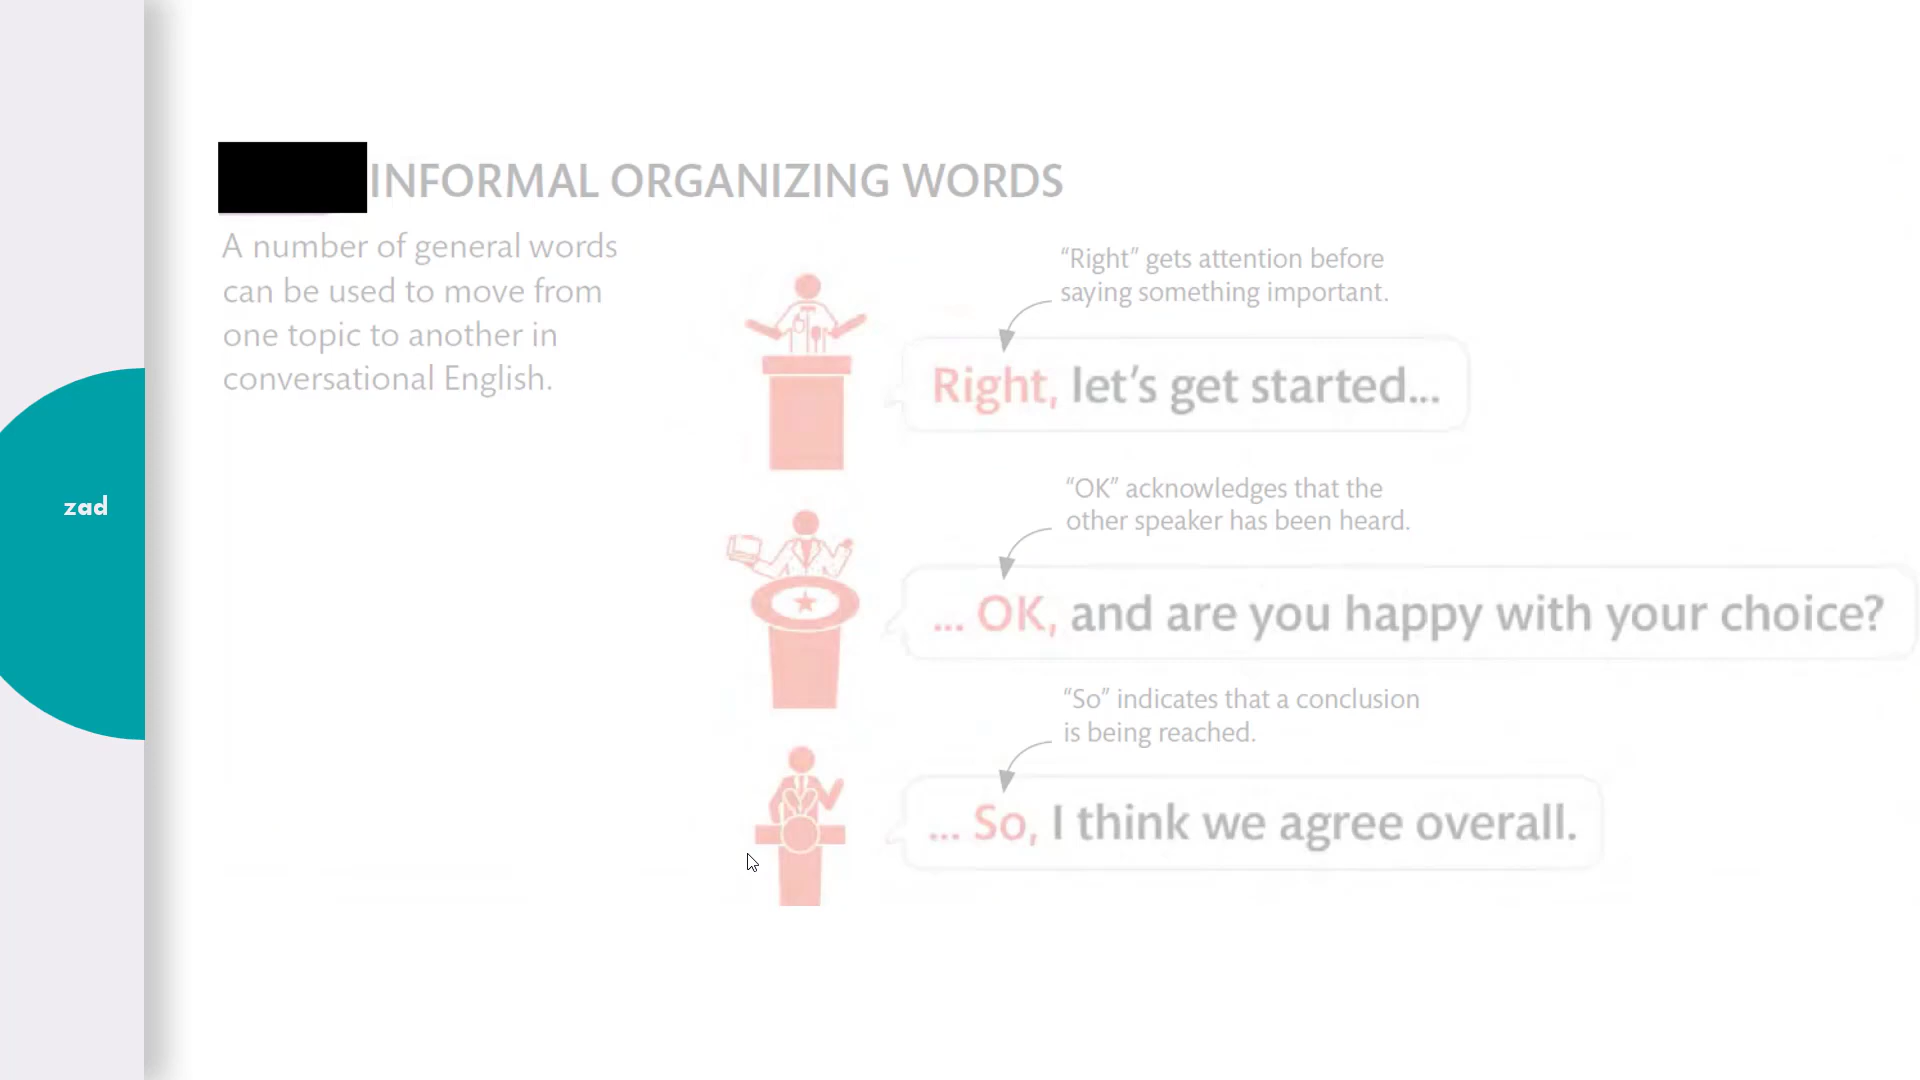 zad
INFORMAL ORGANIZING WORDS
A number of general words
can be used to move from
one topic to another in
conversational English.
“Right” gets attention before
saying something important.
Right, let’s get started...
“OK” acknowledges that the
other speaker has been heard.
... OK, and are you happy with your choice?
“So” indicates that a conclusion
is being reached.
... So, I think we agree overall.